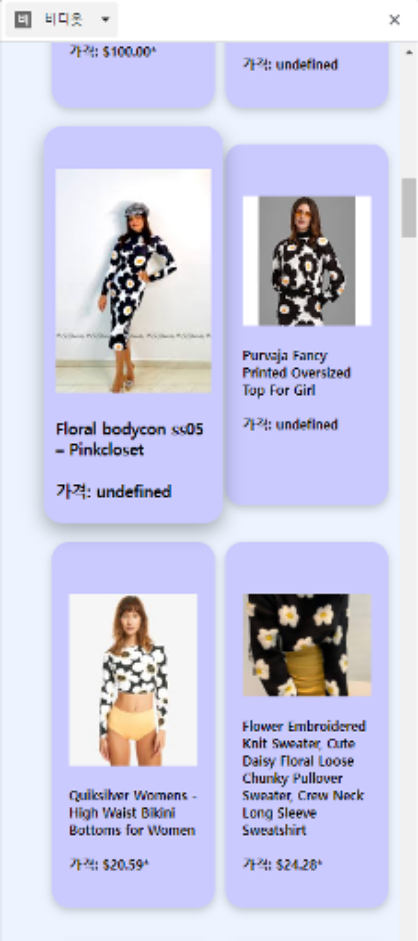 비
비디옷
가격: $100.00*
가격: undefined
Floral bodycon ss05
– Pinkcloset
가격: undefined
Purvaja Fancy
Printed Oversized
Top For Girl
가격: undefined
Quiksilver Womens -
High Waist Bikini
Bottoms for Women
가격: $20.59*
Flower Embroidered
Knit Sweater, Cute
Daisy Floral Loose
Chunky Pullover
Sweater, Crew Neck
Long Sleeve
Sweatshirt
가격: $24.28*